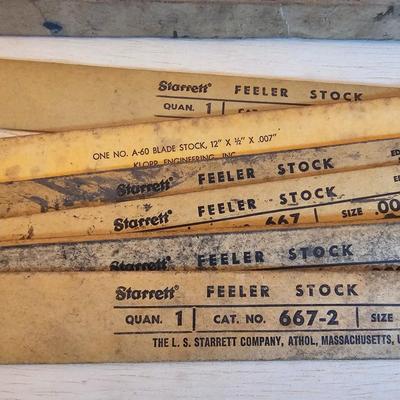 Starrett FEELER STOCK
QUAN. 1
ONE NO. A-60 BLADE STOCK, 12" X ½" X .007"
KLOPP ENGINEERING, INC.
Starrett FEELER STOCK
Starrett FEELER STOCK
667 SIZE .00
Starrett FEELER STOCK
Starrett FEELER STOCK
QUAN. 1 CAT. NO. 667-2 SIZE
THE L. S. STARRETT COMPANY, ATHOL, MASSACHUSETTS, U